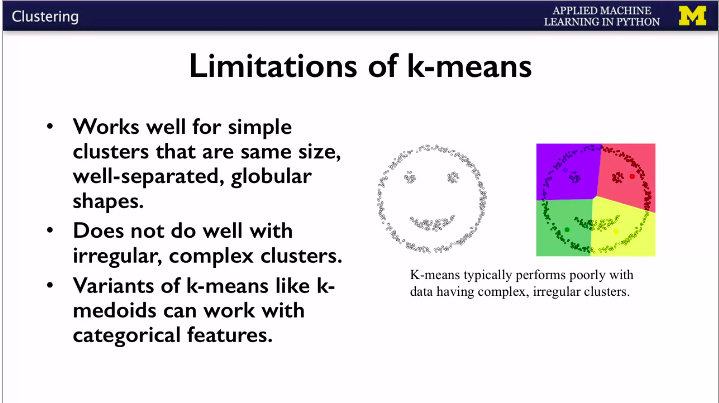 Clustering
APPLIED MACHINE
LEARNING IN PYTHON
M
Limitations of k-means
• Works well for simple
clusters that are same size,
well-separated, globular
shapes.
• Does not do well with
irregular, complex clusters.
• Variants of k-means like k-
medoids can work with
categorical features.
K-means typically performs poorly with
data having complex, irregular clusters.